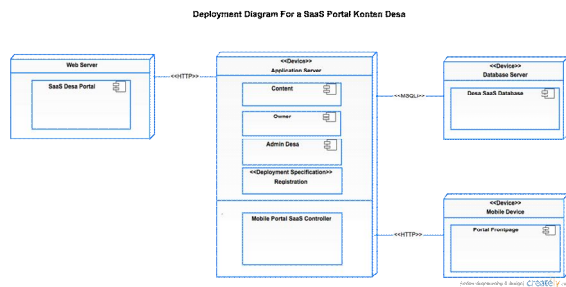 Deployment Diagram For a SaaS Portal Konten Desa
Web Server
SaaS Desa Portal
<<HTTP>>
<<Device>>
Application Server
Content
Owner
Admin Desa
<<Deployment Specification>>
Registration
Mobile Portal SaaS Controller
<<Device>>
Database Server
Desa SaaS Database
<<HTTP>>
<<Device>>
Mobile Device
Portal Frontpage
creately